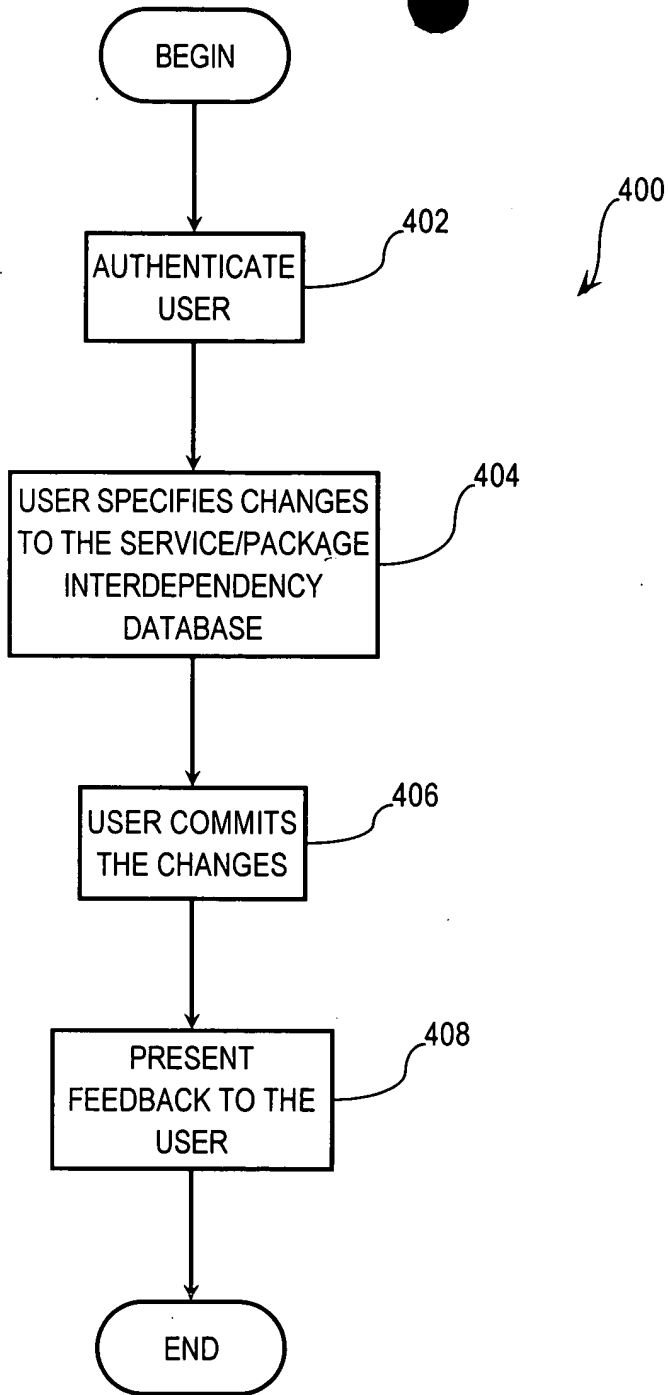 BEGIN
400
402
AUTHENTICATE
USER
404
USER SPECIFIES CHANGES
TO THE SERVICE/PACKAGE
INTERDEPENDENCY
DATABASE
406
USER COMMITS
THE CHANGES
408
PRESENT
FEEDBACK TO THE
USER
END